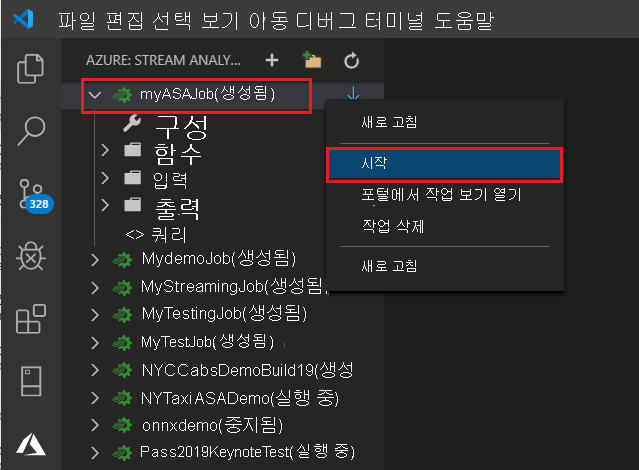 파일 편집 선택 보기 아동 디버그 터미널 도움말
AZURE: STREAM ANALY...
myASAJob(생성됨)
구성
함수
입력
출력
<> 쿼리
MydemoJob(생성됨)
MyStreamingJob(생성됨)
MyTestingJob(생성됨)
MyTestJob(생성됨)
NYCCabsDemoBuild19(생성
NYTaxiASADemo(실행 중)
onnxdemo(중지됨)
Pass2019KeynoteTest(실행 중)
새로 고침
시작
포털에서 작업 보기 열기
작업 삭제
새로 고침
328